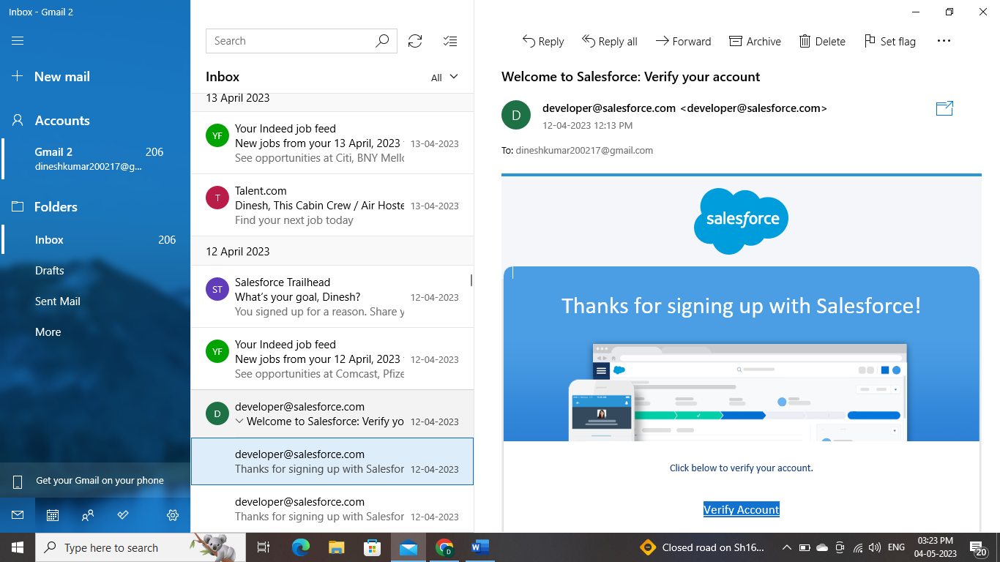 Inbox - Gmail 2
New mail
Accounts
Gmail 2 206
dineshkumar200217@g...
Folders
Inbox 206
Drafts
Sent Mail
More
Get your Gmail on your phone
Search
Inbox
All
13 April 2023
YF
Your Indeed job feed
New jobs from your 13 April, 2023 13-04-2023
See opportunities at Citi, BNY Mello
T
Talent.com
Dinesh, This Cabin Crew / Air Hoste 13-04-2023
Find your next job today
12 April 2023
ST
Salesforce Trailhead
What's your goal, Dinesh? 12-04-2023
You signed up for a reason. Share y
YF
Your Indeed job feed
New jobs from your 12 April, 2023 12-04-2023
See opportunities at Comcast, Pfize
D
developer@salesforce.com
Welcome to Salesforce: Verify yo 12-04-2023
developer@salesforce.com
Thanks for signing up with Salesfor 12-04-2023
developer@salesforce.com
Thanks for signing up with Salesfor 12-04-2023
Reply Reply all Forward Archive Delete Set flag
Welcome to Salesforce: Verify your account
D
developer@salesforce.com <developer@salesforce.com>
12-04-2023 12:13 PM
To: dineshkumar200217@gmail.com
salesforce
Thanks for signing up with Salesforce!
Click below to verify your account.
Verify Account
Type here to search
Closed road on Sh16...
ENG
03:23 PM
04-05-2023
20